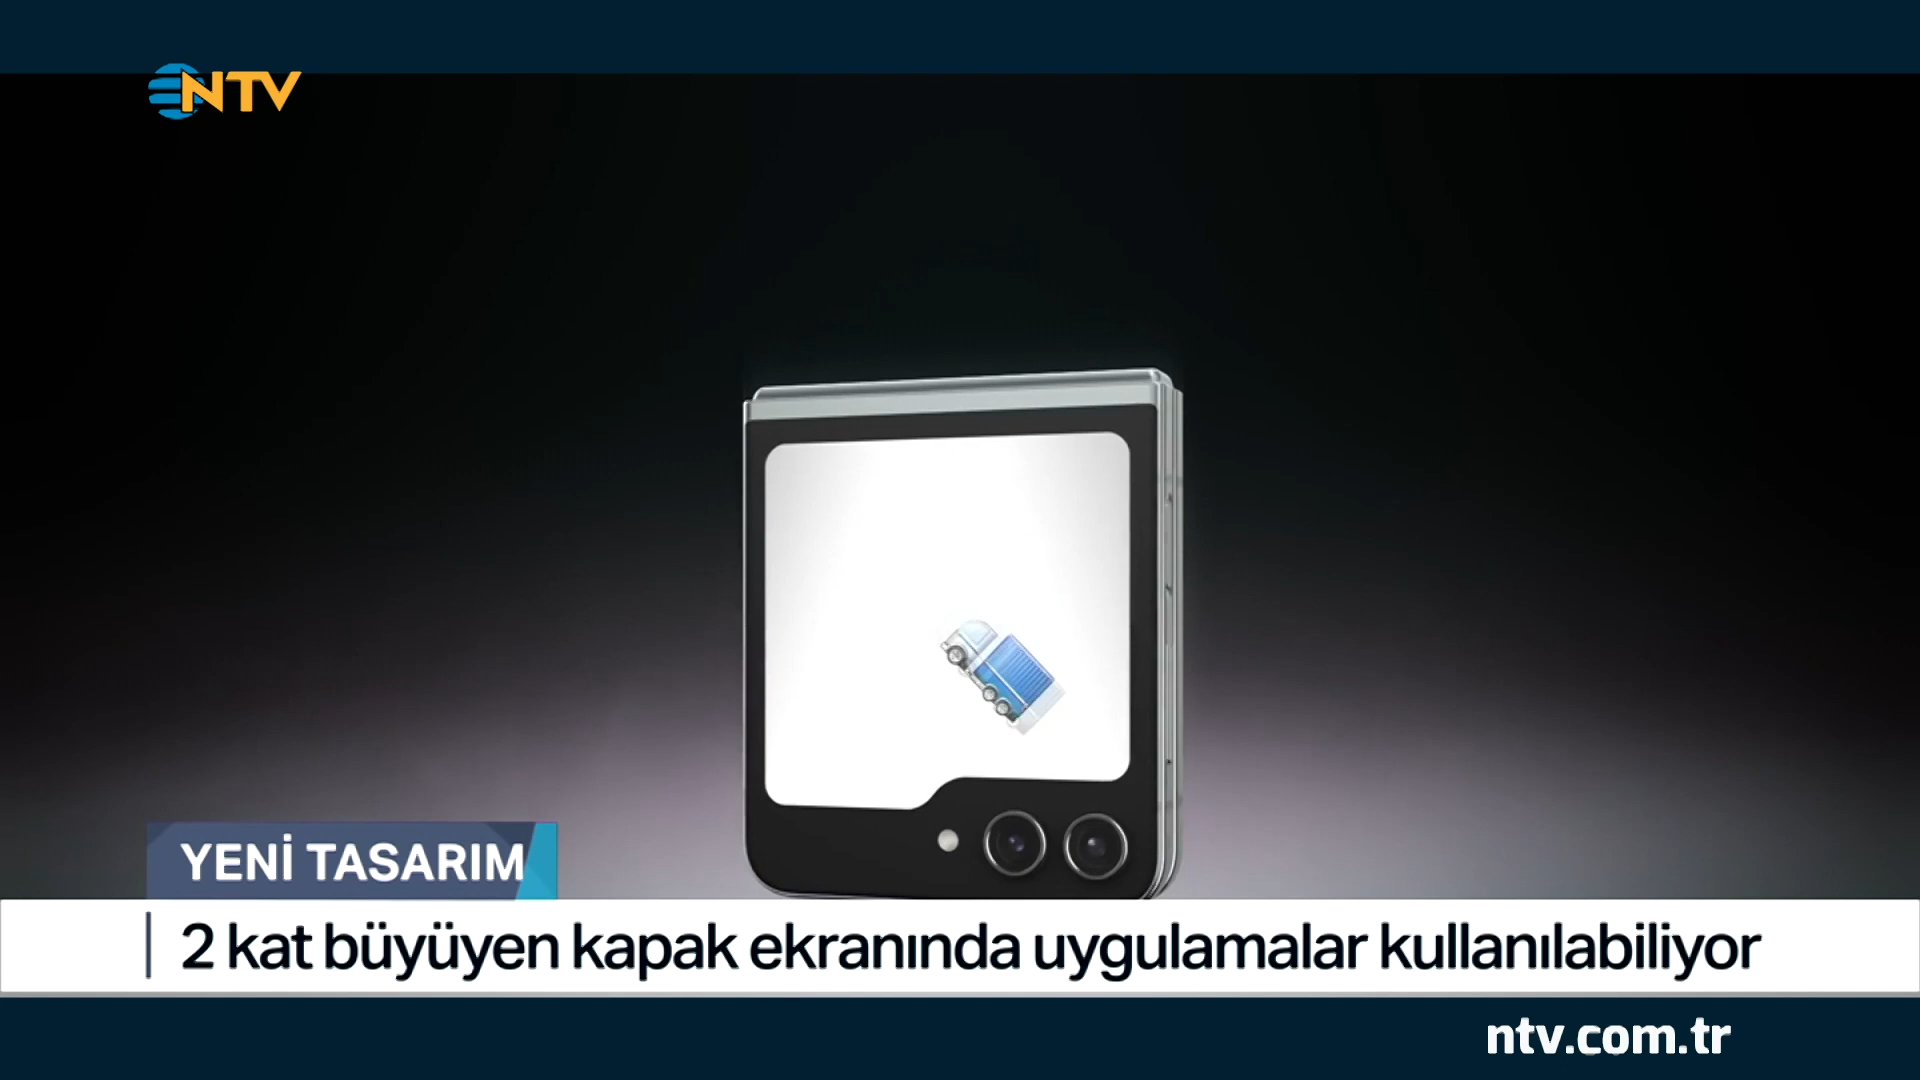 NTV
YENİ TASARIM
2 kat büyüyen kapak ekranında uygulamalar kullanılabiliyor
ntv.com.tr